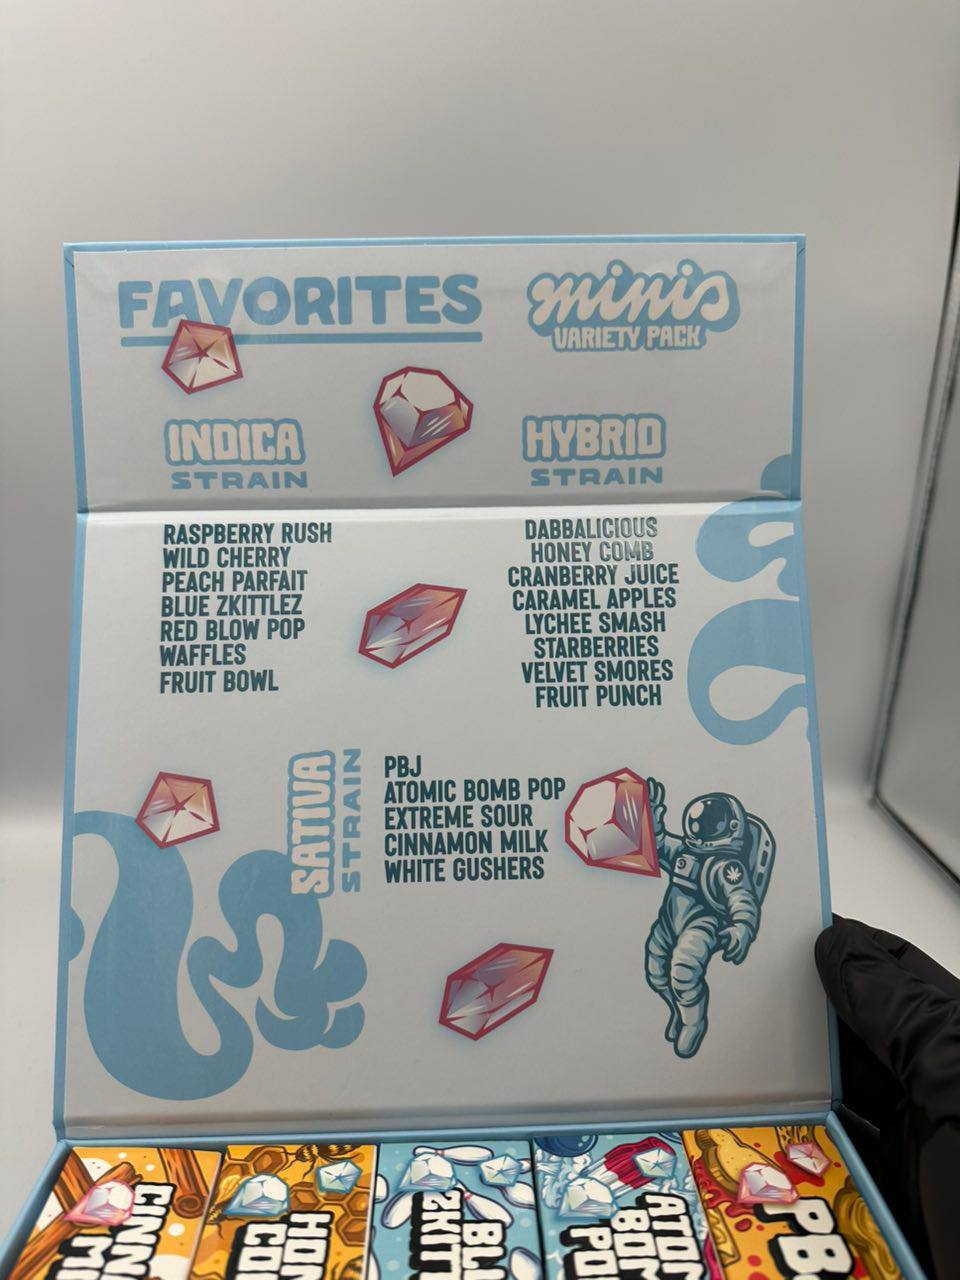 FAVORITES
minis
VARIETY PACK
INDICA
STRAIN
RASPBERRY RUSH
WILD CHERRY
PEACH PARFAIT
BLUE ZKITTLEZ
RED BLOW POP
WAFFLES
FRUIT BOWL
HYBRID
STRAIN
DABBALICIOUS
HONEY COMB
CRANBERRY JUICE
CARAMEL APPLES
LYCHEE SMASH
STARBERRIES
VELVET SMORES
FRUIT PUNCH
SATIVA
STRAIN
PBJ
ATOMIC BOMB POP
EXTREME SOUR
CINNAMON MILK
WHITE GUSHERS